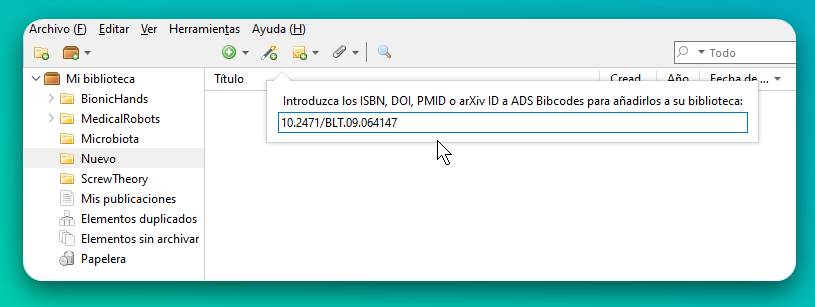 Archivo (F) Editar Ver Herramientas Ayuda (H)
Todo
Mi biblioteca
Título Cread... Año Fecha de ...
BionicHands
MedicalRobots
Microbiota
Nuevo
ScrewTheory
Mis publicaciones
Elementos duplicados
Elementos sin archivar
Papelera
Introduzca los ISBN, DOI, PMID o arXiv ID a ADS Bibcodes para añadirlos a su biblioteca:
10.2471/BLT.09.064147